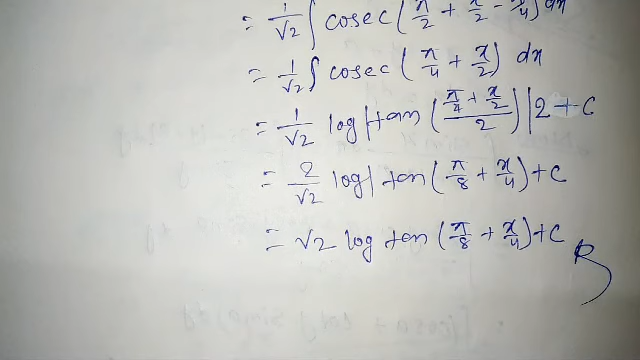 = 1/√2 ∫ cosec (π/2 + x/2 - π/4) dx
= 1/√2 ∫ cosec (π/4 + x/2) dx
= 1/√2 log|tan ((π/4 + x/2)/2)|2 + C
= 2/√2 log| tan (π/8 + x/4) + C
= √2 log tan (π/8 + x/4) + C